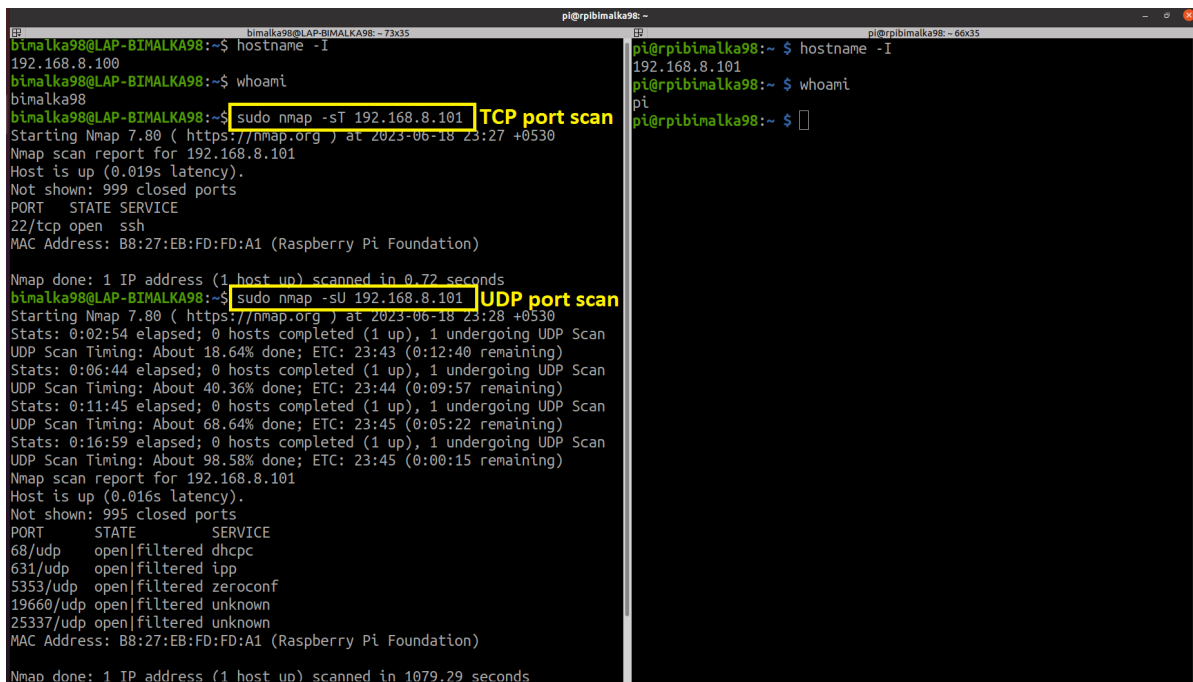 pi@rpibimalka98: ~
bimalka98@LAP-BIMALKA98: ~ 73x35
bimalka98@LAP-BIMALKA98:~$ hostname -I
192.168.8.100
bimalka98@LAP-BIMALKA98:~$ whoami
bimalka98
bimalka98@LAP-BIMALKA98:~$ sudo nmap -sT 192.168.8.101 TCP port scan
Starting Nmap 7.80 ( https://nmap.org ) at 2023-06-18 23:27 +0530
Nmap scan report for 192.168.8.101
Host is up (0.019s latency).
Not shown: 999 closed ports
PORT   STATE SERVICE
22/tcp open  ssh
MAC Address: B8:27:EB:FD:FD:A1 (Raspberry Pi Foundation)
Nmap done: 1 IP address (1 host up) scanned in 0.72 seconds
bimalka98@LAP-BIMALKA98:~$ sudo nmap -sU 192.168.8.101 UDP port scan
Starting Nmap 7.80 ( https://nmap.org ) at 2023-06-18 23:28 +0530
Stats: 0:02:54 elapsed; 0 hosts completed (1 up), 1 undergoing UDP Scan
UDP Scan Timing: About 18.64% done; ETC: 23:43 (0:12:40 remaining)
Stats: 0:06:44 elapsed; 0 hosts completed (1 up), 1 undergoing UDP Scan
UDP Scan Timing: About 40.36% done; ETC: 23:44 (0:09:57 remaining)
Stats: 0:11:45 elapsed; 0 hosts completed (1 up), 1 undergoing UDP Scan
UDP Scan Timing: About 68.64% done; ETC: 23:45 (0:05:22 remaining)
Stats: 0:16:59 elapsed; 0 hosts completed (1 up), 1 undergoing UDP Scan
UDP Scan Timing: About 98.58% done; ETC: 23:45 (0:00:15 remaining)
Nmap scan report for 192.168.8.101
Host is up (0.016s latency).
Not shown: 995 closed ports
PORT      STATE         SERVICE
68/udp    open|filtered dhcpc
631/udp   open|filtered ipp
5353/udp  open|filtered zeroconf
19660/udp open|filtered unknown
25337/udp open|filtered unknown
MAC Address: B8:27:EB:FD:FD:A1 (Raspberry Pi Foundation)
Nmap done: 1 IP address (1 host up) scanned in 1079.29 seconds
pi@rpibimalka98: ~ 66x35
pi@rpibimalka98:~ $ hostname -I
192.168.8.101
pi@rpibimalka98:~ $ whoami
pi
pi@rpibimalka98:~ $